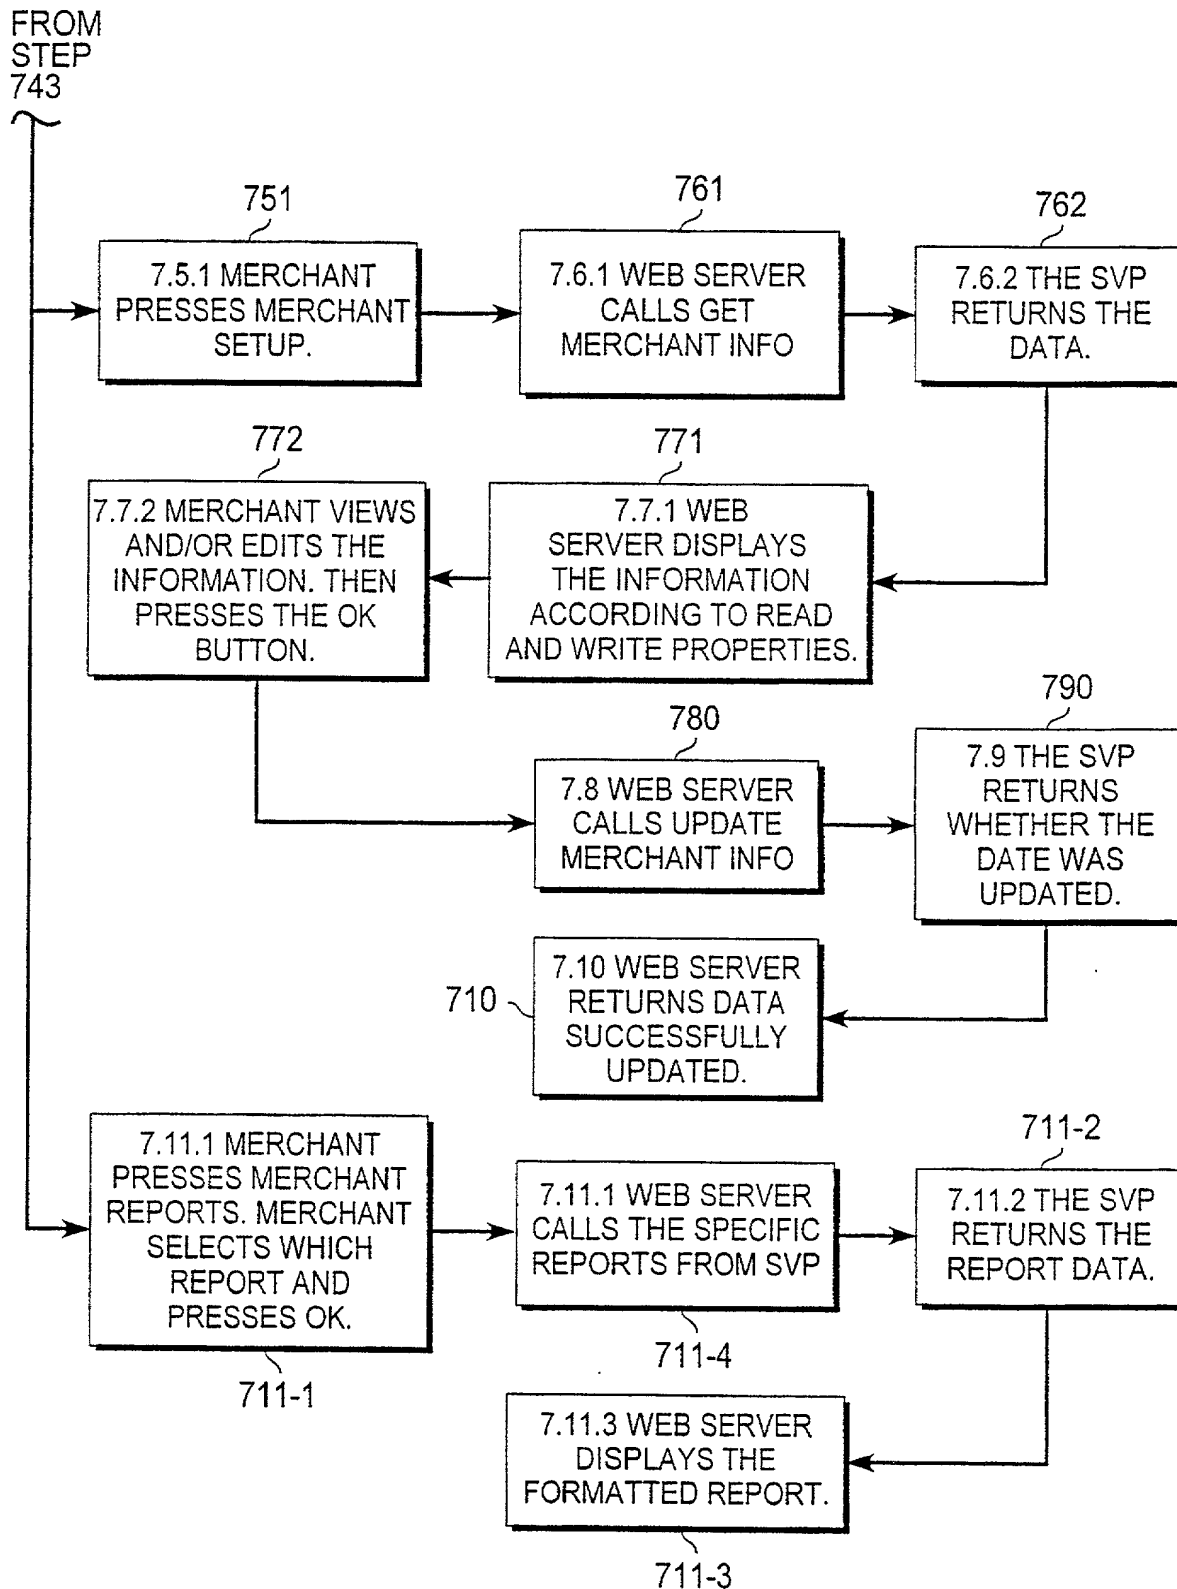 FROM
STEP
743
751
7.5.1 MERCHANT
PRESSES MERCHANT
SETUP.
761
7.6.1 WEB SERVER
CALLS GET
MERCHANT INFO
762
7.6.2 THE SVP
RETURNS THE
DATA.
772
7.7.2 MERCHANT VIEWS
AND/OR EDITS THE
INFORMATION. THEN
PRESSES THE OK
BUTTON.
771
7.7.1 WEB
SERVER DISPLAYS
THE INFORMATION
ACCORDING TO READ
AND WRITE PROPERTIES.
780
7.8 WEB SERVER
CALLS UPDATE
MERCHANT INFO
790
7.9 THE SVP
RETURNS
WHETHER THE
DATE WAS
UPDATED.
710
7.10 WEB SERVER
RETURNS DATA
SUCCESSFULLY
UPDATED.
7.11.1 MERCHANT
PRESSES MERCHANT
REPORTS. MERCHANT
SELECTS WHICH
REPORT AND
PRESSES OK.
711-1
7.11.1 WEB SERVER
CALLS THE SPECIFIC
REPORTS FROM SVP
711-4
711-2
7.11.2 THE SVP
RETURNS THE
REPORT DATA.
7.11.3 WEB SERVER
DISPLAYS THE
FORMATTED REPORT.
711-3